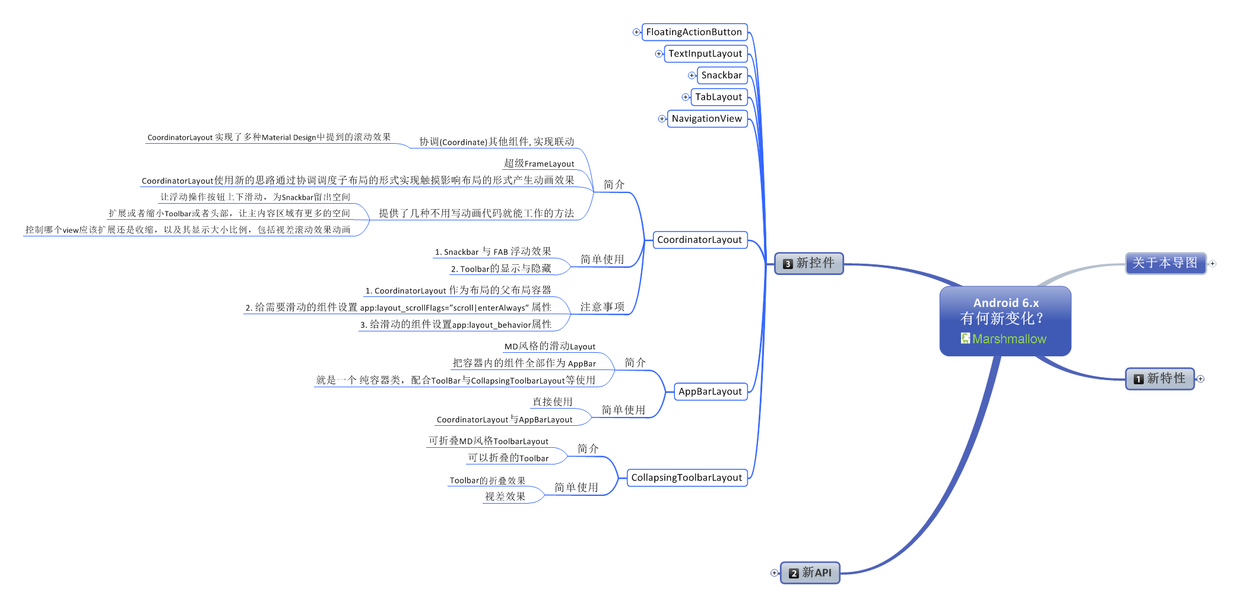 Android 6.x
有何新变化？
Marshmallow
关于本导图
1 新特性
2 新API
3 新控件
FloatingActionButton
TextInputLayout
Snackbar
TabLayout
NavigationView
CoordinatorLayout
简介
协调(Coordinate)其他组件, 实现联动
CoordinatorLayout 实现了多种Material Design中提到的滚动效果
超级FrameLayout
CoordinatorLayout使用新的思路通过协调调度子布局的形式实现触摸影响布局的形式产生动画效果
提供了几种不用写动画代码就能工作的方法
让浮动操作按钮上下滑动，为Snackbar留出空间
扩展或者缩小Toolbar或者头部，让主内容区域有更多的空间
控制哪个view应该扩展还是收缩，以及其显示大小比例，包括视差滚动效果动画
简单使用
1. Snackbar 与 FAB 浮动效果
2. Toolbar的显示与隐藏
注意事项
1. CoordinatorLayout 作为布局的父布局容器
2. 给需要滑动的组件设置 app:layout_scrollFlags="scroll|enterAlways" 属性
3. 给滑动的组件设置app:layout_behavior属性
AppBarLayout
简介
MD风格的滑动Layout
把容器内的组件全部作为 AppBar
就是一个 纯容器类，配合ToolBar与CollapsingToolbarLayout等使用
简单使用
直接使用
CoordinatorLayout 与AppBarLayout
CollapsingToolbarLayout
简介
可折叠MD风格ToolbarLayout
可以折叠的Toolbar
简单使用
Toolbar的折叠效果
视差效果